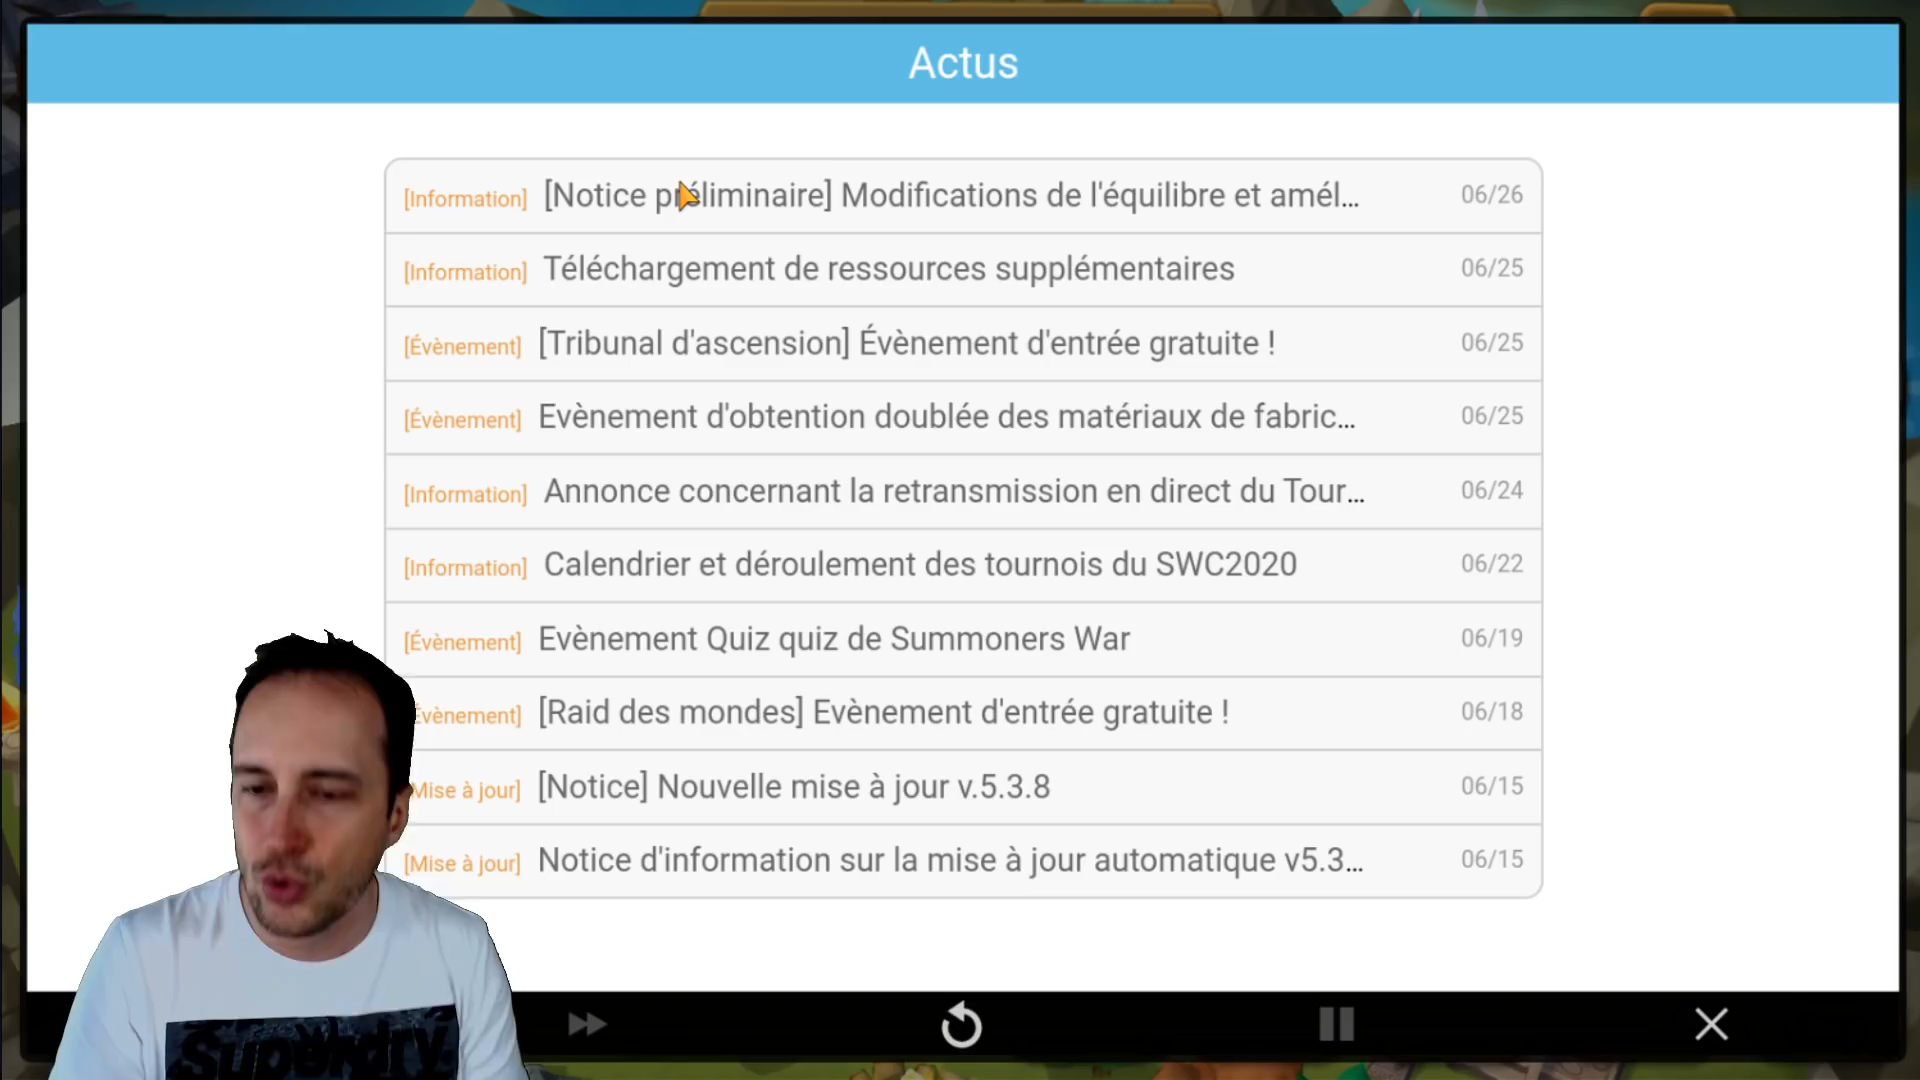 Actus
[Information] [Notice préliminaire] Modifications de l'équilibre et amél... 06/26
[Information] Téléchargement de ressources supplémentaires 06/25
[Évènement] [Tribunal d'ascension] Évènement d'entrée gratuite ! 06/25
[Évènement] Evènement d'obtention doublée des matériaux de fabric... 06/25
[Information] Annonce concernant la retransmission en direct du Tour... 06/24
[Information] Calendrier et déroulement des tournois du SWC2020 06/22
[Évènement] Evènement Quiz quiz de Summoners War 06/19
Évènement] [Raid des mondes] Evènement d'entrée gratuite ! 06/18
Mise à jour] [Notice] Nouvelle mise à jour v.5.3.8 06/15
[Mise à jour] Notice d'information sur la mise à jour automatique v5.3... 06/15
Superdry